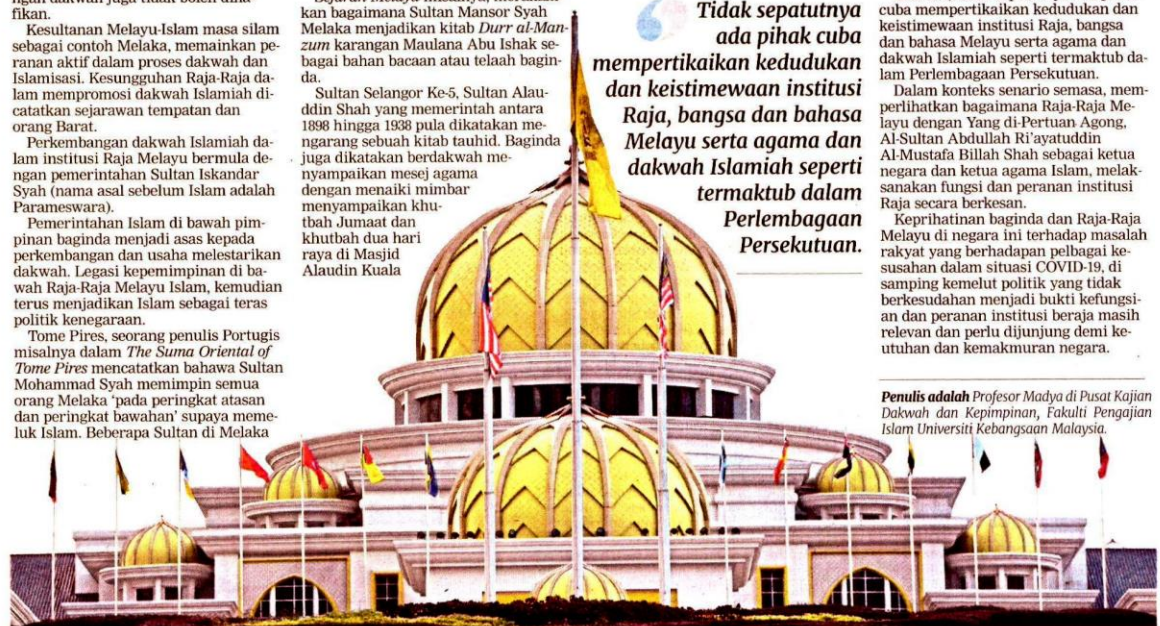 ngan dakwah juga tidak boleh dina-
fikan.
Kesultanan Melayu-Islam masa silam
sebagai contoh Melaka, memainkan pe-
ranan aktif dalam proses dakwah dan
Islamisasi. Kesungguhan Raja-Raja da-
lam mempromosi dakwah Islamiah di-
catatkan sejarawan tempatan dan
orang Barat.
Perkembangan dakwah Islamiah da-
lam institusi Raja Melayu bermula de-
ngan pemerintahan Sultan Iskandar
Syah (nama asal sebelum Islam adalah
Parameswara).
Pemerintahan Islam di bawah pim-
pinan baginda menjadi asas kepada
perkembangan dan usaha melestarikan
dakwah. Legasi kepemimpinan di ba-
wah Raja-Raja Melayu Islam, kemudian
terus menjadikan Islam sebagai teras
politik kenegaraan.
Tome Pires, seorang penulis Portugis
misalnya dalam The Suma Oriental of
Tome Pires mencatatkan bahawa Sultan
Mohammad Syah memimpin semua
orang Melaka ‘pada peringkat atasan
dan peringkat bawahan’ supaya meme-
luk Islam. Beberapa Sultan di Melaka
kan bagaimana Sultan Mansor Syah
Melaka menjadikan kitab Durr al-Man-
zum karangan Maulana Abu Ishak se-
bagai bahan bacaan atau telaah bagin-
da.
Sultan Selangor Ke-5, Sultan Alau-
ddin Shah yang memerintah antara
1898 hingga 1938 pula dikatakan me-
ngarang sebuah kitab tauhid. Baginda
juga dikatakan berdakwah me-
nyampaikan mesej agama
dengan menaiki mimbar
menyampaikan khu-
tbah Jumaat dan
khutbah dua hari
raya di Masjid
Alaudin Kuala
Tidak sepatutnya
ada pihak cuba
mempertikaikan kedudukan
dan keistimewaan institusi
Raja, bangsa dan bahasa
Melayu serta agama dan
dakwah Islamiah seperti
termaktub dalam
Perlembagaan
Persekutuan.
cuba mempertikaikan kedudukan dan
keistimewaan institusi Raja, bangsa
dan bahasa Melayu serta agama dan
dakwah Islamiah seperti termaktub da-
lam Perlembagaan Persekutuan.
Dalam konteks senario semasa, mem-
perlihatkan bagaimana Raja-Raja Me-
layu dengan Yang di-Pertuan Agong,
Al-Sultan Abdullah Ri’ayatuddin
Al-Mustafa Billah Shah sebagai ketua
negara dan ketua agama Islam, melak-
sanakan fungsi dan peranan institusi
Raja secara berkesan.
Keprihatinan baginda dan Raja-Raja
Melayu di negara ini terhadap masalah
rakyat yang berhadapan pelbagai ke-
susahan dalam situasi COVID-19, di
samping kemelut politik yang tidak
berkesudahan menjadi bukti kefungsi-
an dan peranan institusi beraja masih
relevan dan perlu dijunjung demi ke-
utuhan dan kemakmuran negara.
Penulis adalah Profesor Madya di Pusat Kajian
Dakwah dan Kepimpinan, Fakulti Pengajian
Islam Universiti Kebangsaan Malaysia.